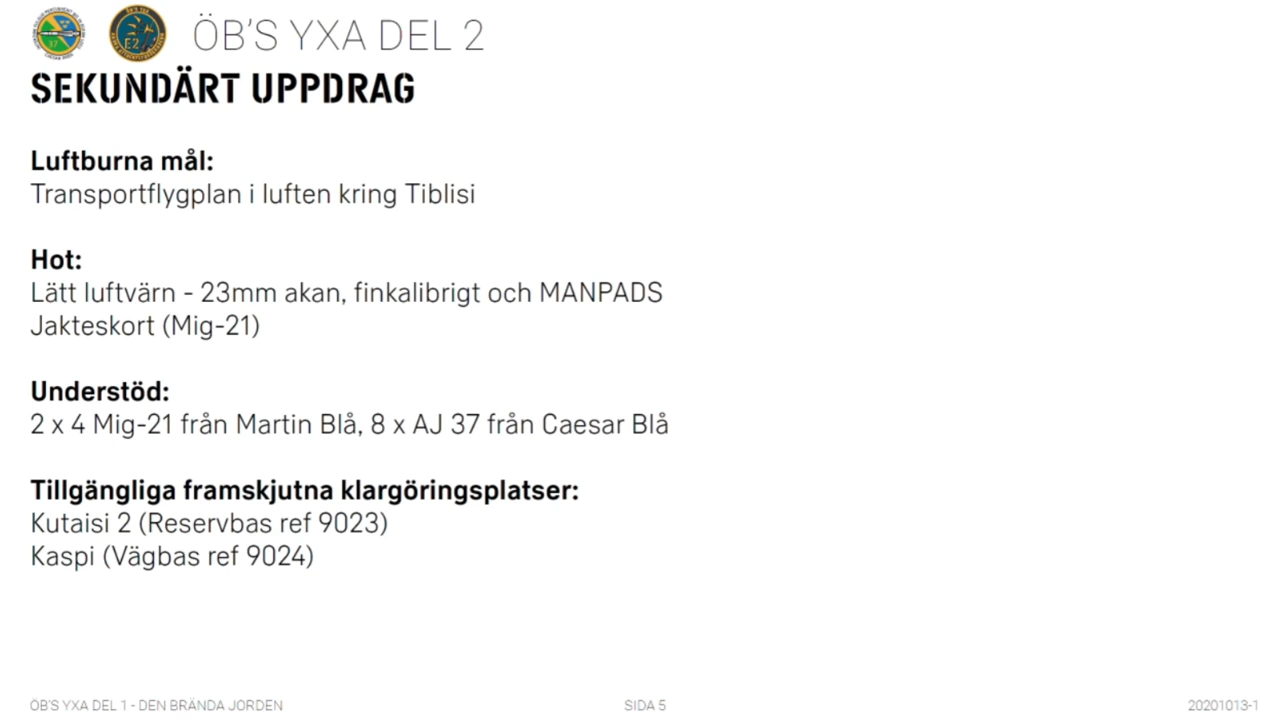 ÖB'S YXA DEL 2
SEKUNDÄRT UPPDRAG
Luftburna mål:
Transportflygplan i luften kring Tiblisi
Hot:
Lätt luftvärn - 23mm akan, finkalibrigt och MANPADS
Jakteskort (Mig-21)
Understöd:
2 x 4 Mig-21 från Martin Blå, 8 x AJ 37 från Caesar Blå
Tillgängliga framskjutna klargöringsplatser:
Kutaisi 2 (Reservbas ref 9023)
Kaspi (Vägbas ref 9024)
ÖB'S YXA DEL 1 - DEN BRÄNDA JORDEN
SIDA 5
20201013-1